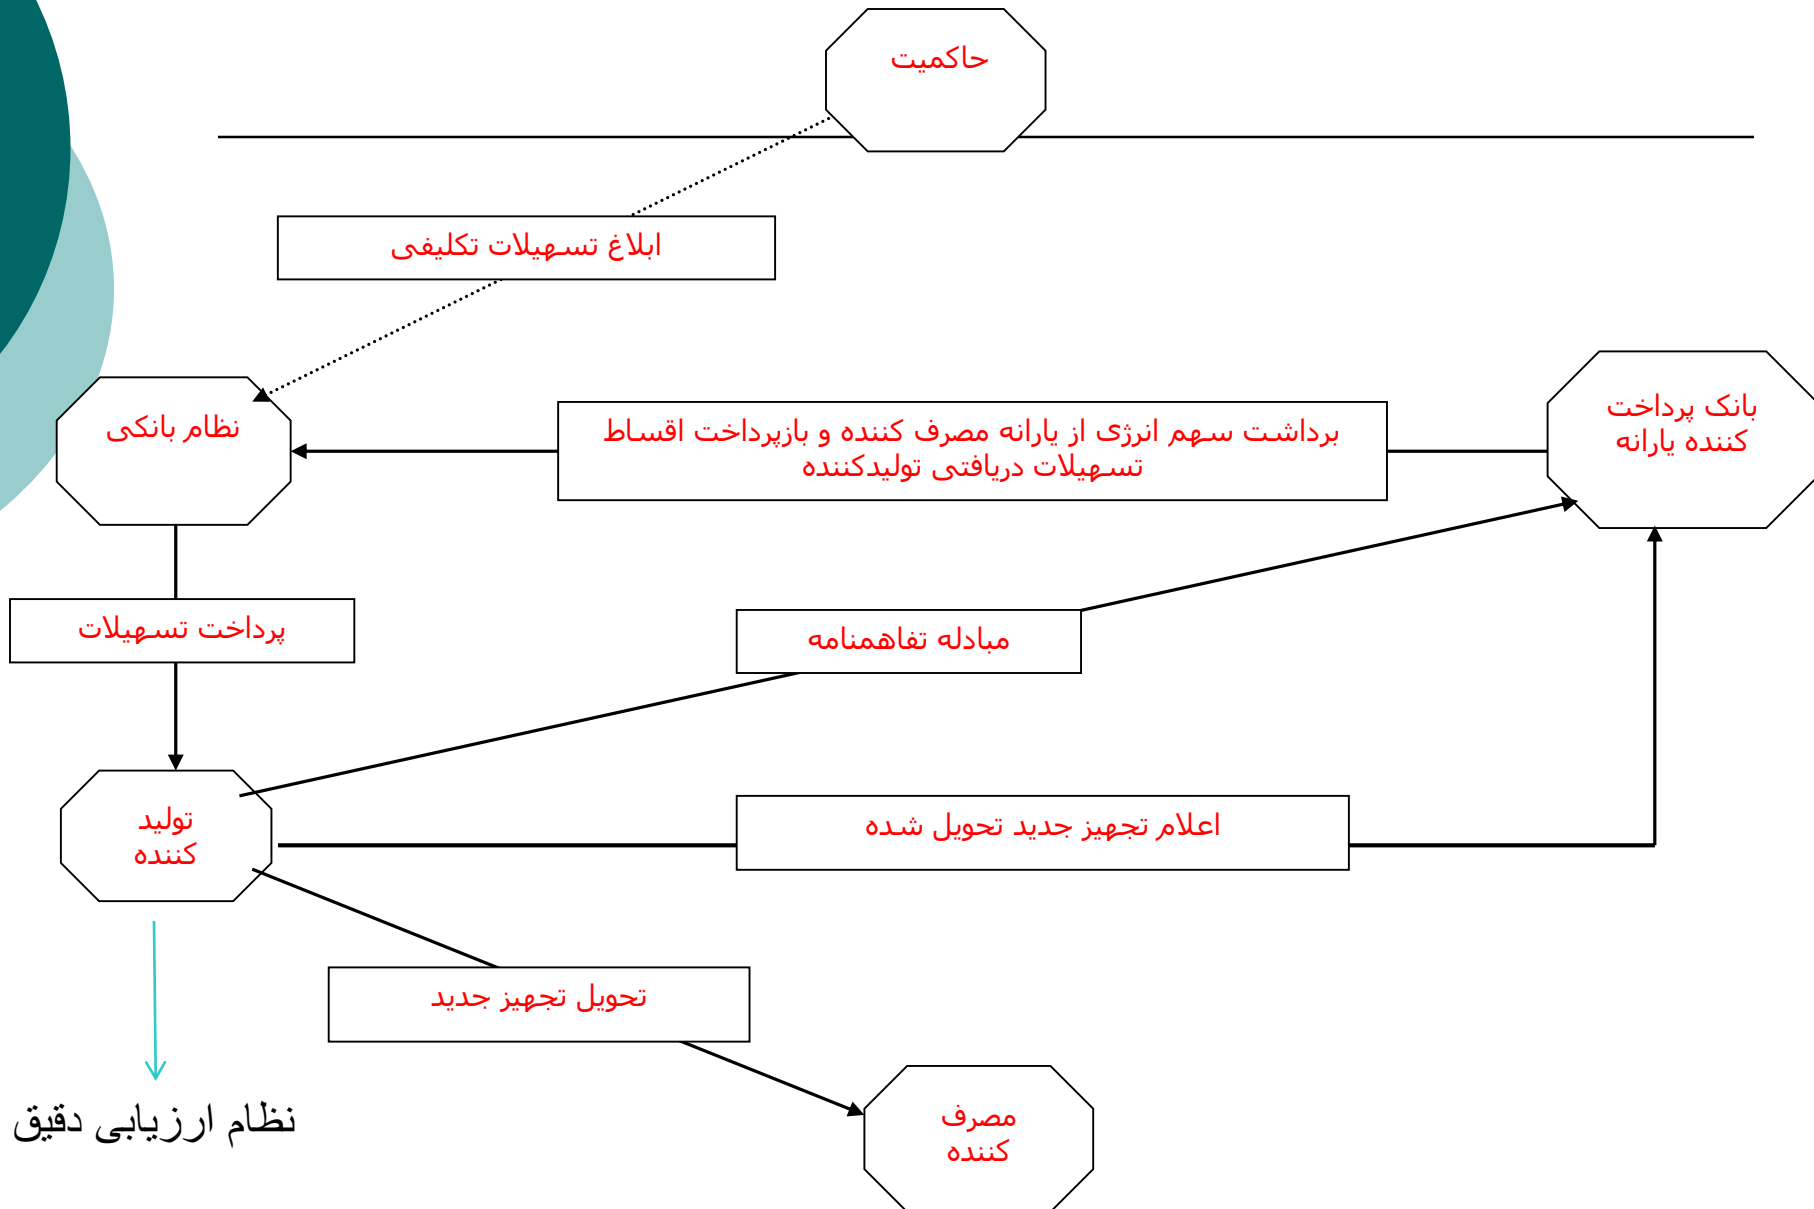 حاکمیت
ابلاغ تسهیلات تکلیفی
نظام بانکی
برداشت سهم انرژی از یارانه مصرف کننده و بازپرداخت اقساط
تسهیلات دریافتی تولیدکننده
بانک پرداخت
کننده یارانه
پرداخت تسهیلات
مبادله تفاهمنامه
تولید
کننده
اعلام تجهیز جدید تحویل شده
تحویل تجهیز جدید
نظام ارزیابی دقیق
مصرف
کننده